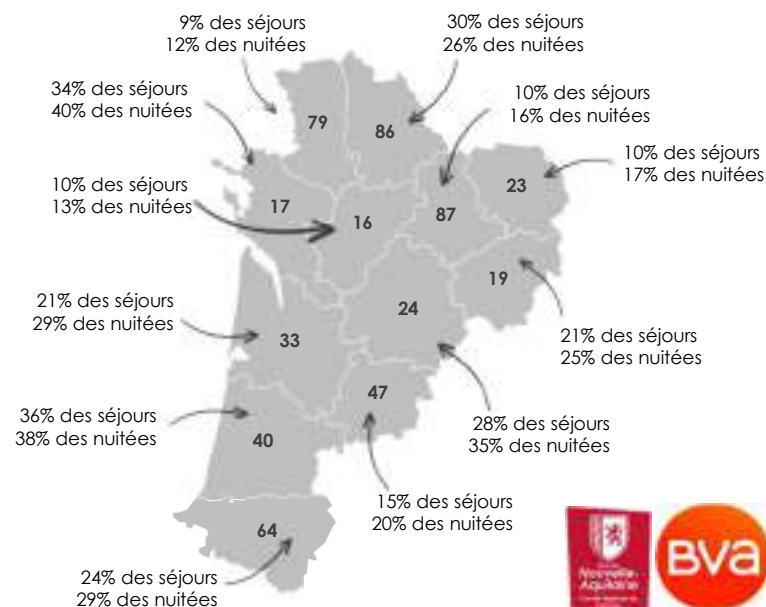 9% des séjours
12% des nuitées
30% des séjours
26% des nuitées
34% des séjours
40% des nuitées
10% des séjours
16% des nuitées
79
86
10% des séjours
17% des nuitées
10% des séjours
13% des nuitées
17
16
87
23
21% des séjours
29% des nuitées
33
24
19
21% des séjours
25% des nuitées
36% des séjours
38% des nuitées
40
47
28% des séjours
35% des nuitées
15% des séjours
20% des nuitées
64
24% des séjours
29% des nuitées
Nouvelle-
Aquitaine
BVa